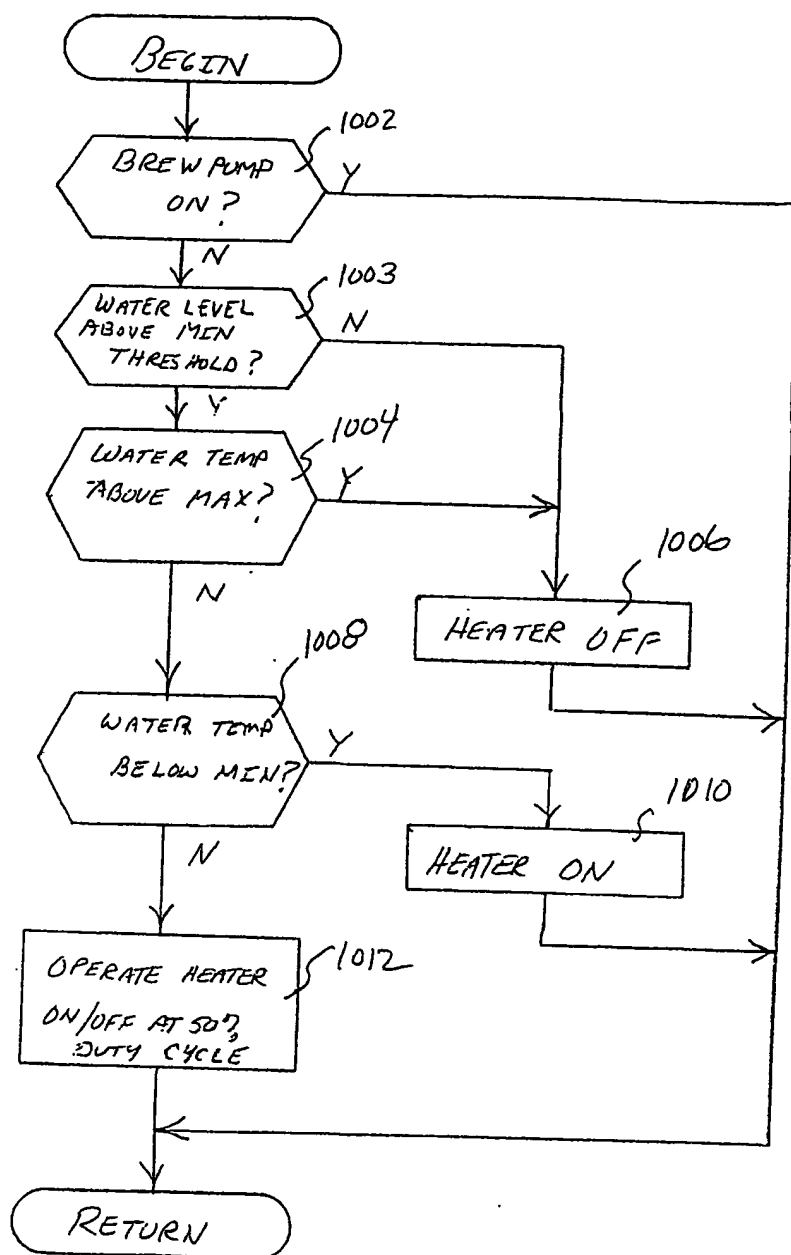 BEGIN
1002
BREW PUMP
ON?
Y
N
1003
WATER LEVEL
ABOVE MIN
THRESHOLD?
N
Y
1004
WATER TEMP
ABOVE MAX?
Y
N
1006
HEATER OFF
1008
WATER TEMP
BELOW MIN?
Y
N
1010
HEATER ON
1012
OPERATE HEATER
ON/OFF AT 50%
DUTY CYCLE
RETURN